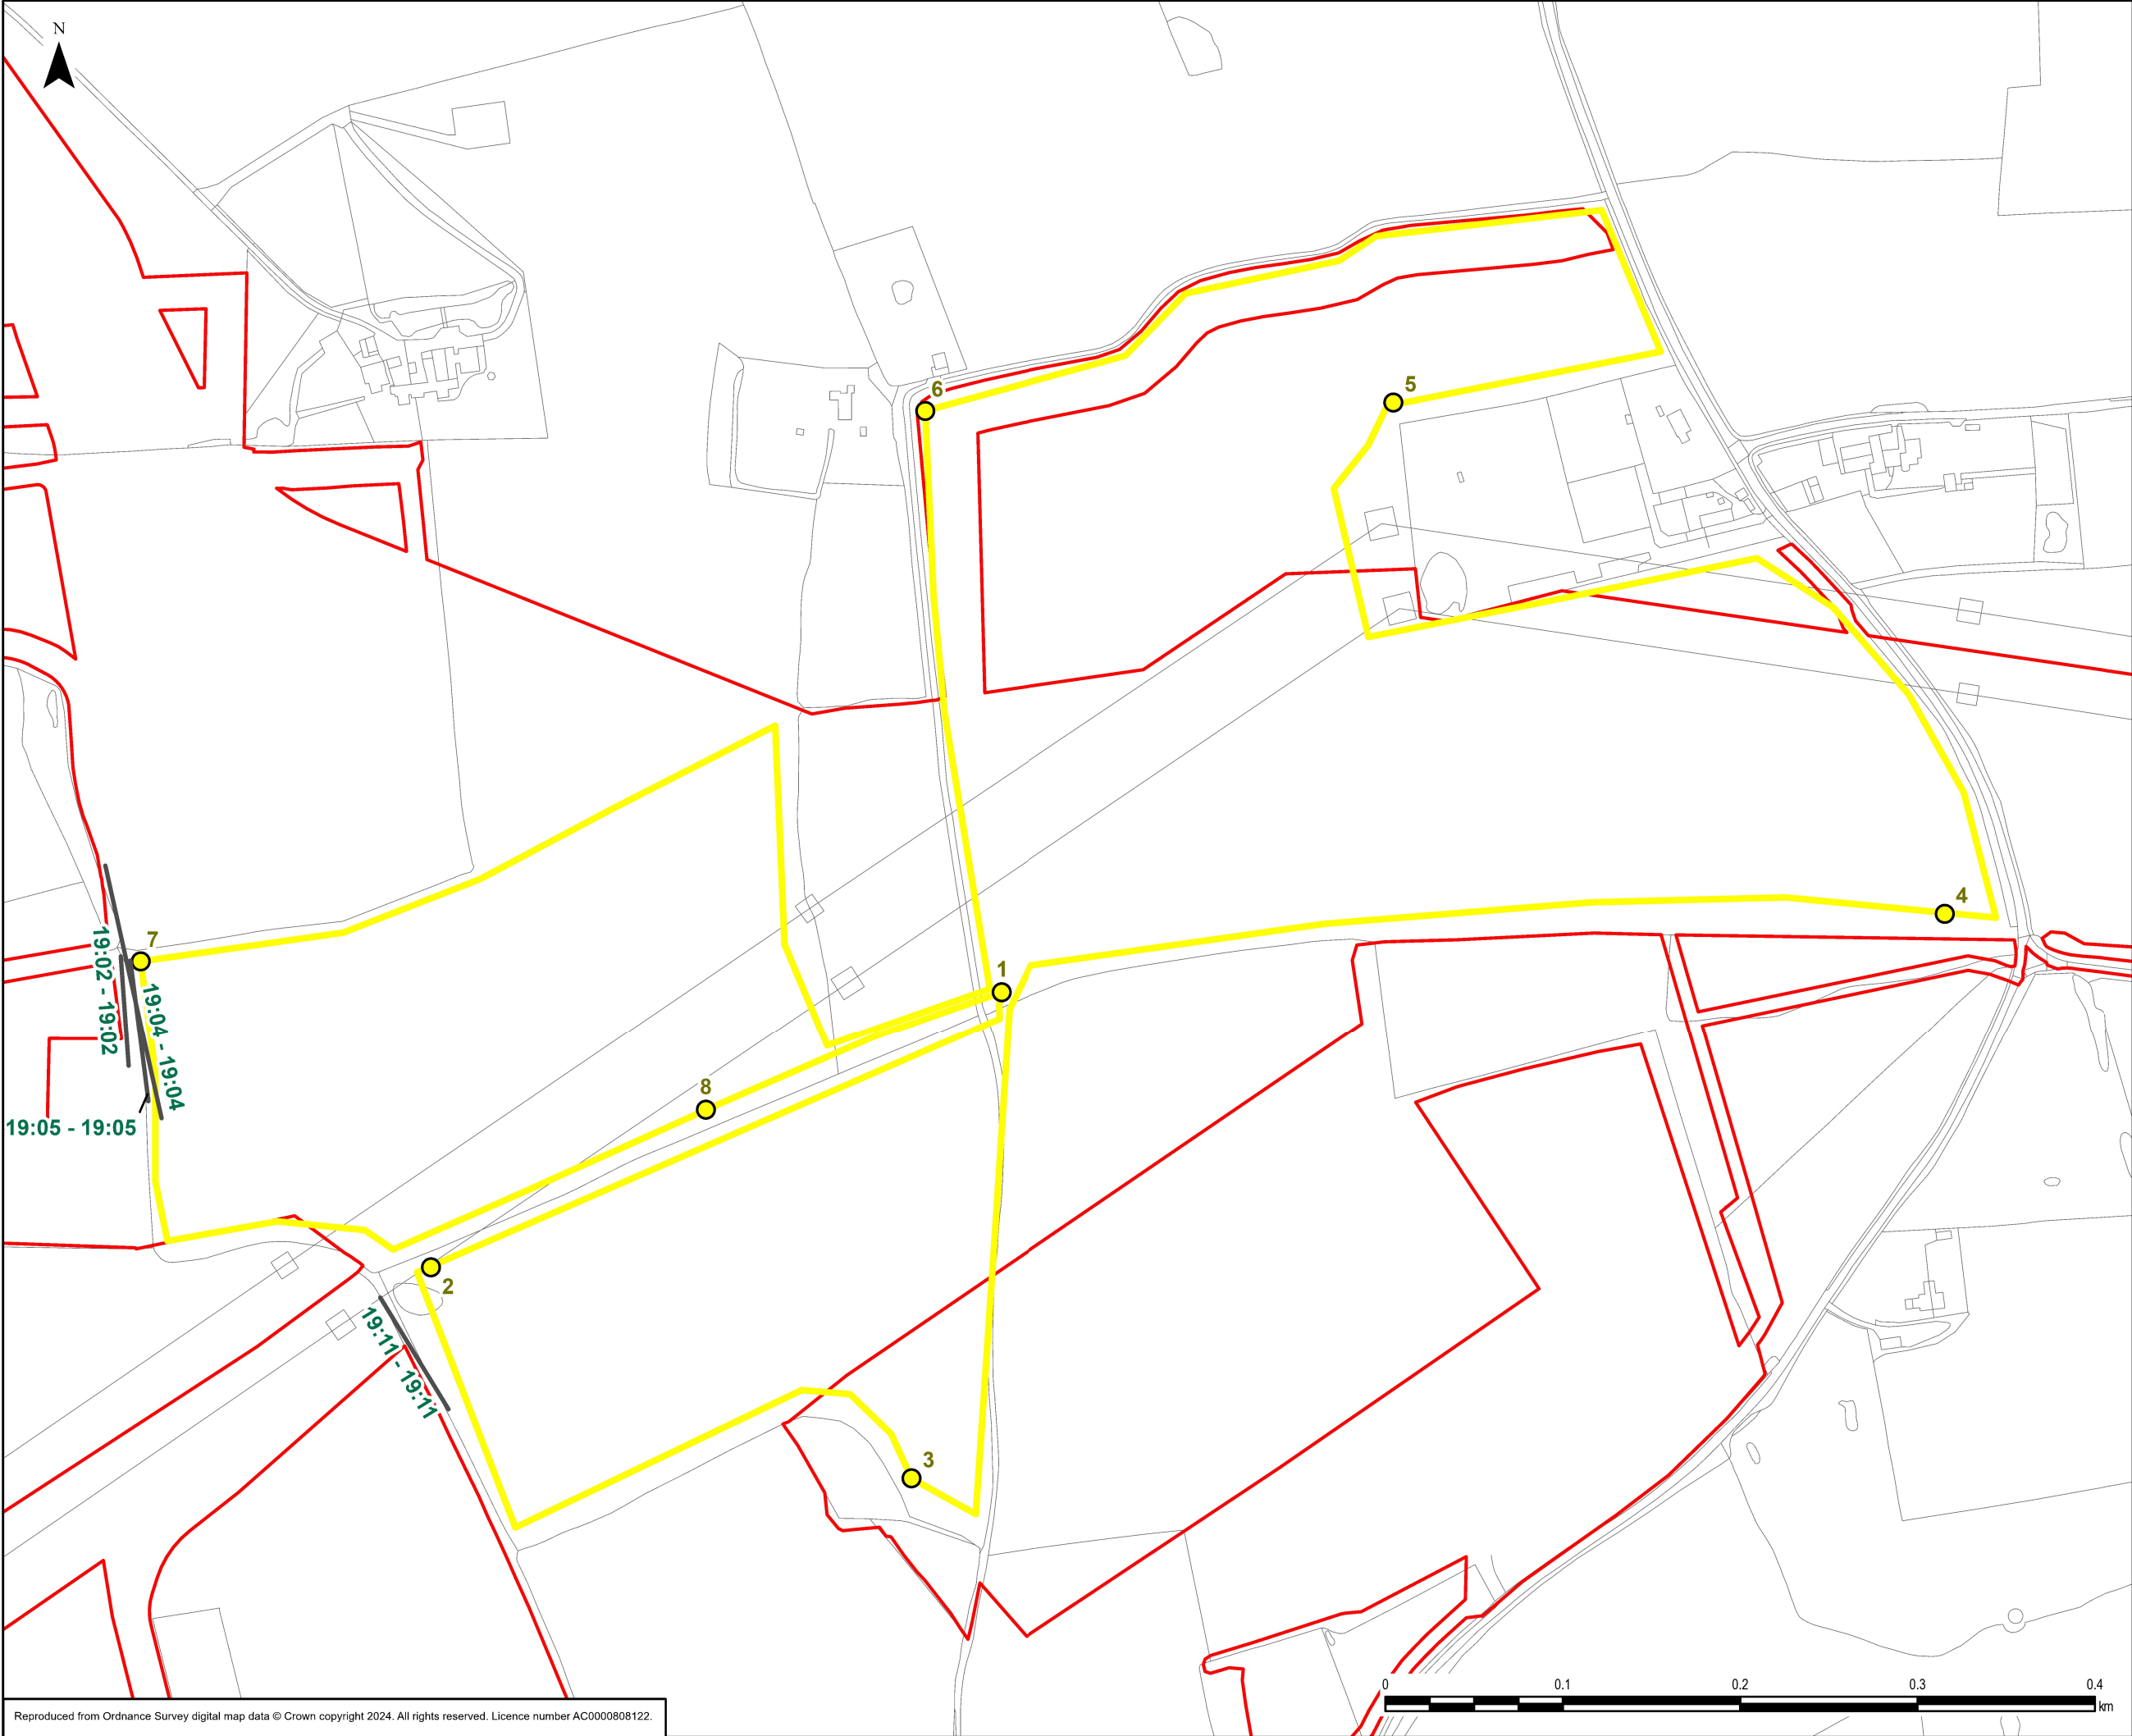 N
6
5
4
7
1
8
2
3
19:02 - 19:02
19:04 - 19:04
19:05 - 19:05
19:11 - 19:11
0 0.1 0.2 0.3 0.4
km
Reproduced from Ordnance Survey digital map data © Crown copyright 2024. All rights reserved. Licence number AC0000808122.